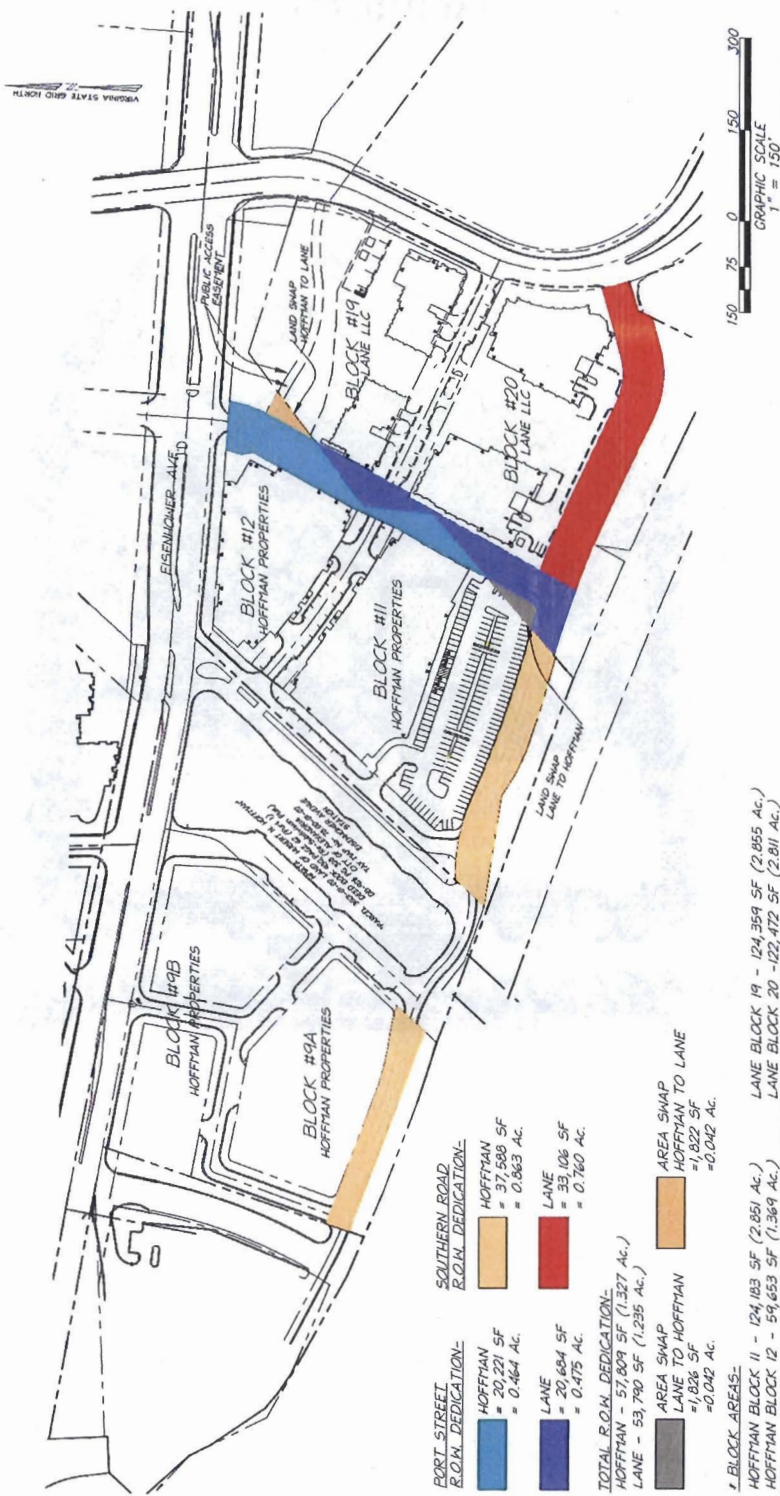 VIRGINIA STATE GRID NORTH
EISENHOWER AVE
PUBLIC ACCESS
EASEMENT
LAND SWAP
HOFFMAN TO LANE
BLOCK #19
LANE LLC
BLOCK #12
HOFFMAN PROPERTIES
BLOCK #20
LANE LLC
BLOCK #11
HOFFMAN PROPERTIES
LAND SWAP
LANE TO HOFFMAN
STATION
BLOCK #9B
HOFFMAN PROPERTIES
BLOCK #9A
HOFFMAN PROPERTIES
150 75 0 150 300
GRAPHIC SCALE
1" = 150'
PORT STREET
R.O.W. DEDICATION-
HOFFMAN
= 20,221 SF
= 0.464 Ac.
LANE
= 20,684 SF
= 0.475 Ac.
SOUTHERN ROAD
R.O.W. DEDICATION-
HOFFMAN
= 37,588 SF
= 0.863 Ac.
LANE
= 33,106 SF
= 0.760 Ac.
TOTAL R.O.W. DEDICATION-
HOFFMAN - 57,809 SF (1.327 Ac.)
LANE - 53,790 SF (1.235 Ac.)
AREA SWAP
LANE TO HOFFMAN
=1,826 SF
=0.042 Ac.
AREA SWAP
HOFFMAN TO LANE
=1,822 SF
=0.042 Ac.
* BLOCK AREAS-
HOFFMAN BLOCK 11 - 124,183 SF (2.851 Ac.)
HOFFMAN BLOCK 12 - 59,653 SF (1.369 Ac.)
LANE BLOCK 19 - 124,359 SF (2.855 Ac.)
LANE BLOCK 20 - 122,472 SF (2.811 Ac.)